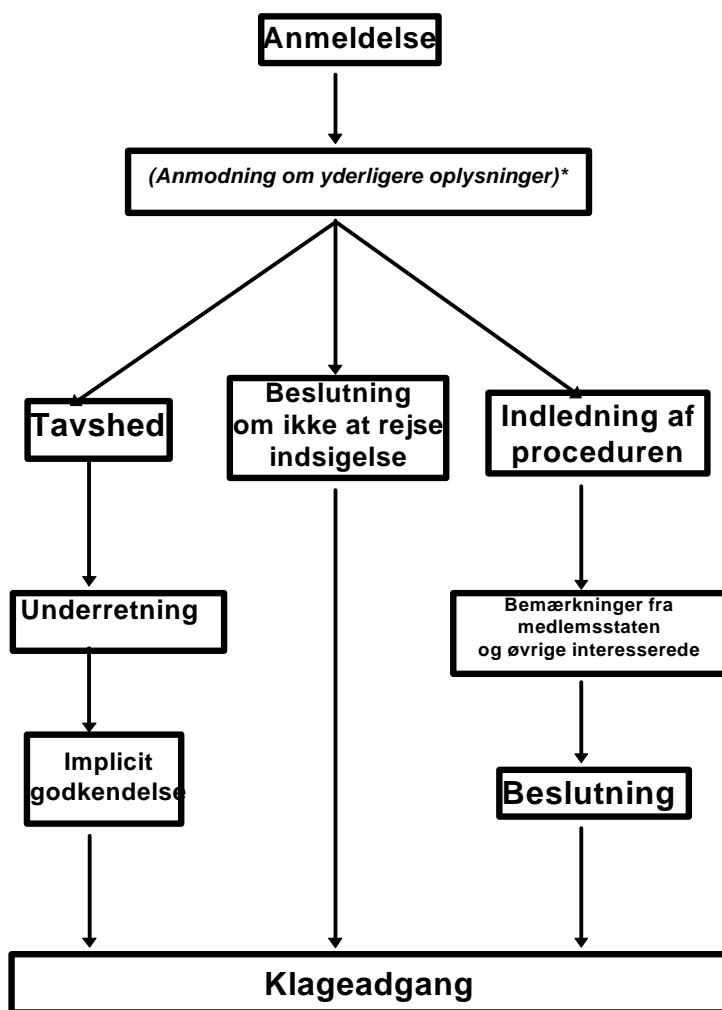 Anmeldelse
(Anmodning om yderligere oplysninger)*
Tavshed
Beslutning
om ikke at rejse
indsigelse
Indledning af
proceduren
Underretning
Bemærkninger fra
medlemsstaten
og øvrige interesserede
Implicit
godkendelse
Beslutning
Klageadgang